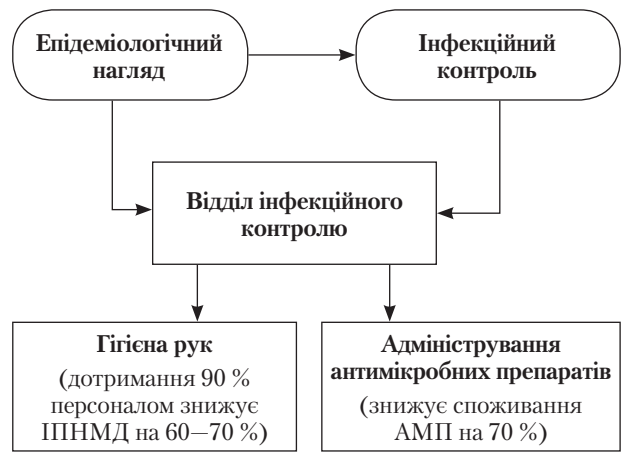 Епідеміологічний
нагляд
Інфекційний
контроль
Відділ інфекційного
контролю
Гігієна рук
(дотримання 90 %
персоналом знижує
ІПНМД на 60—70 %)
Адміністрування
антимікробних препаратів
(знижує споживання
АМП на 70 %)